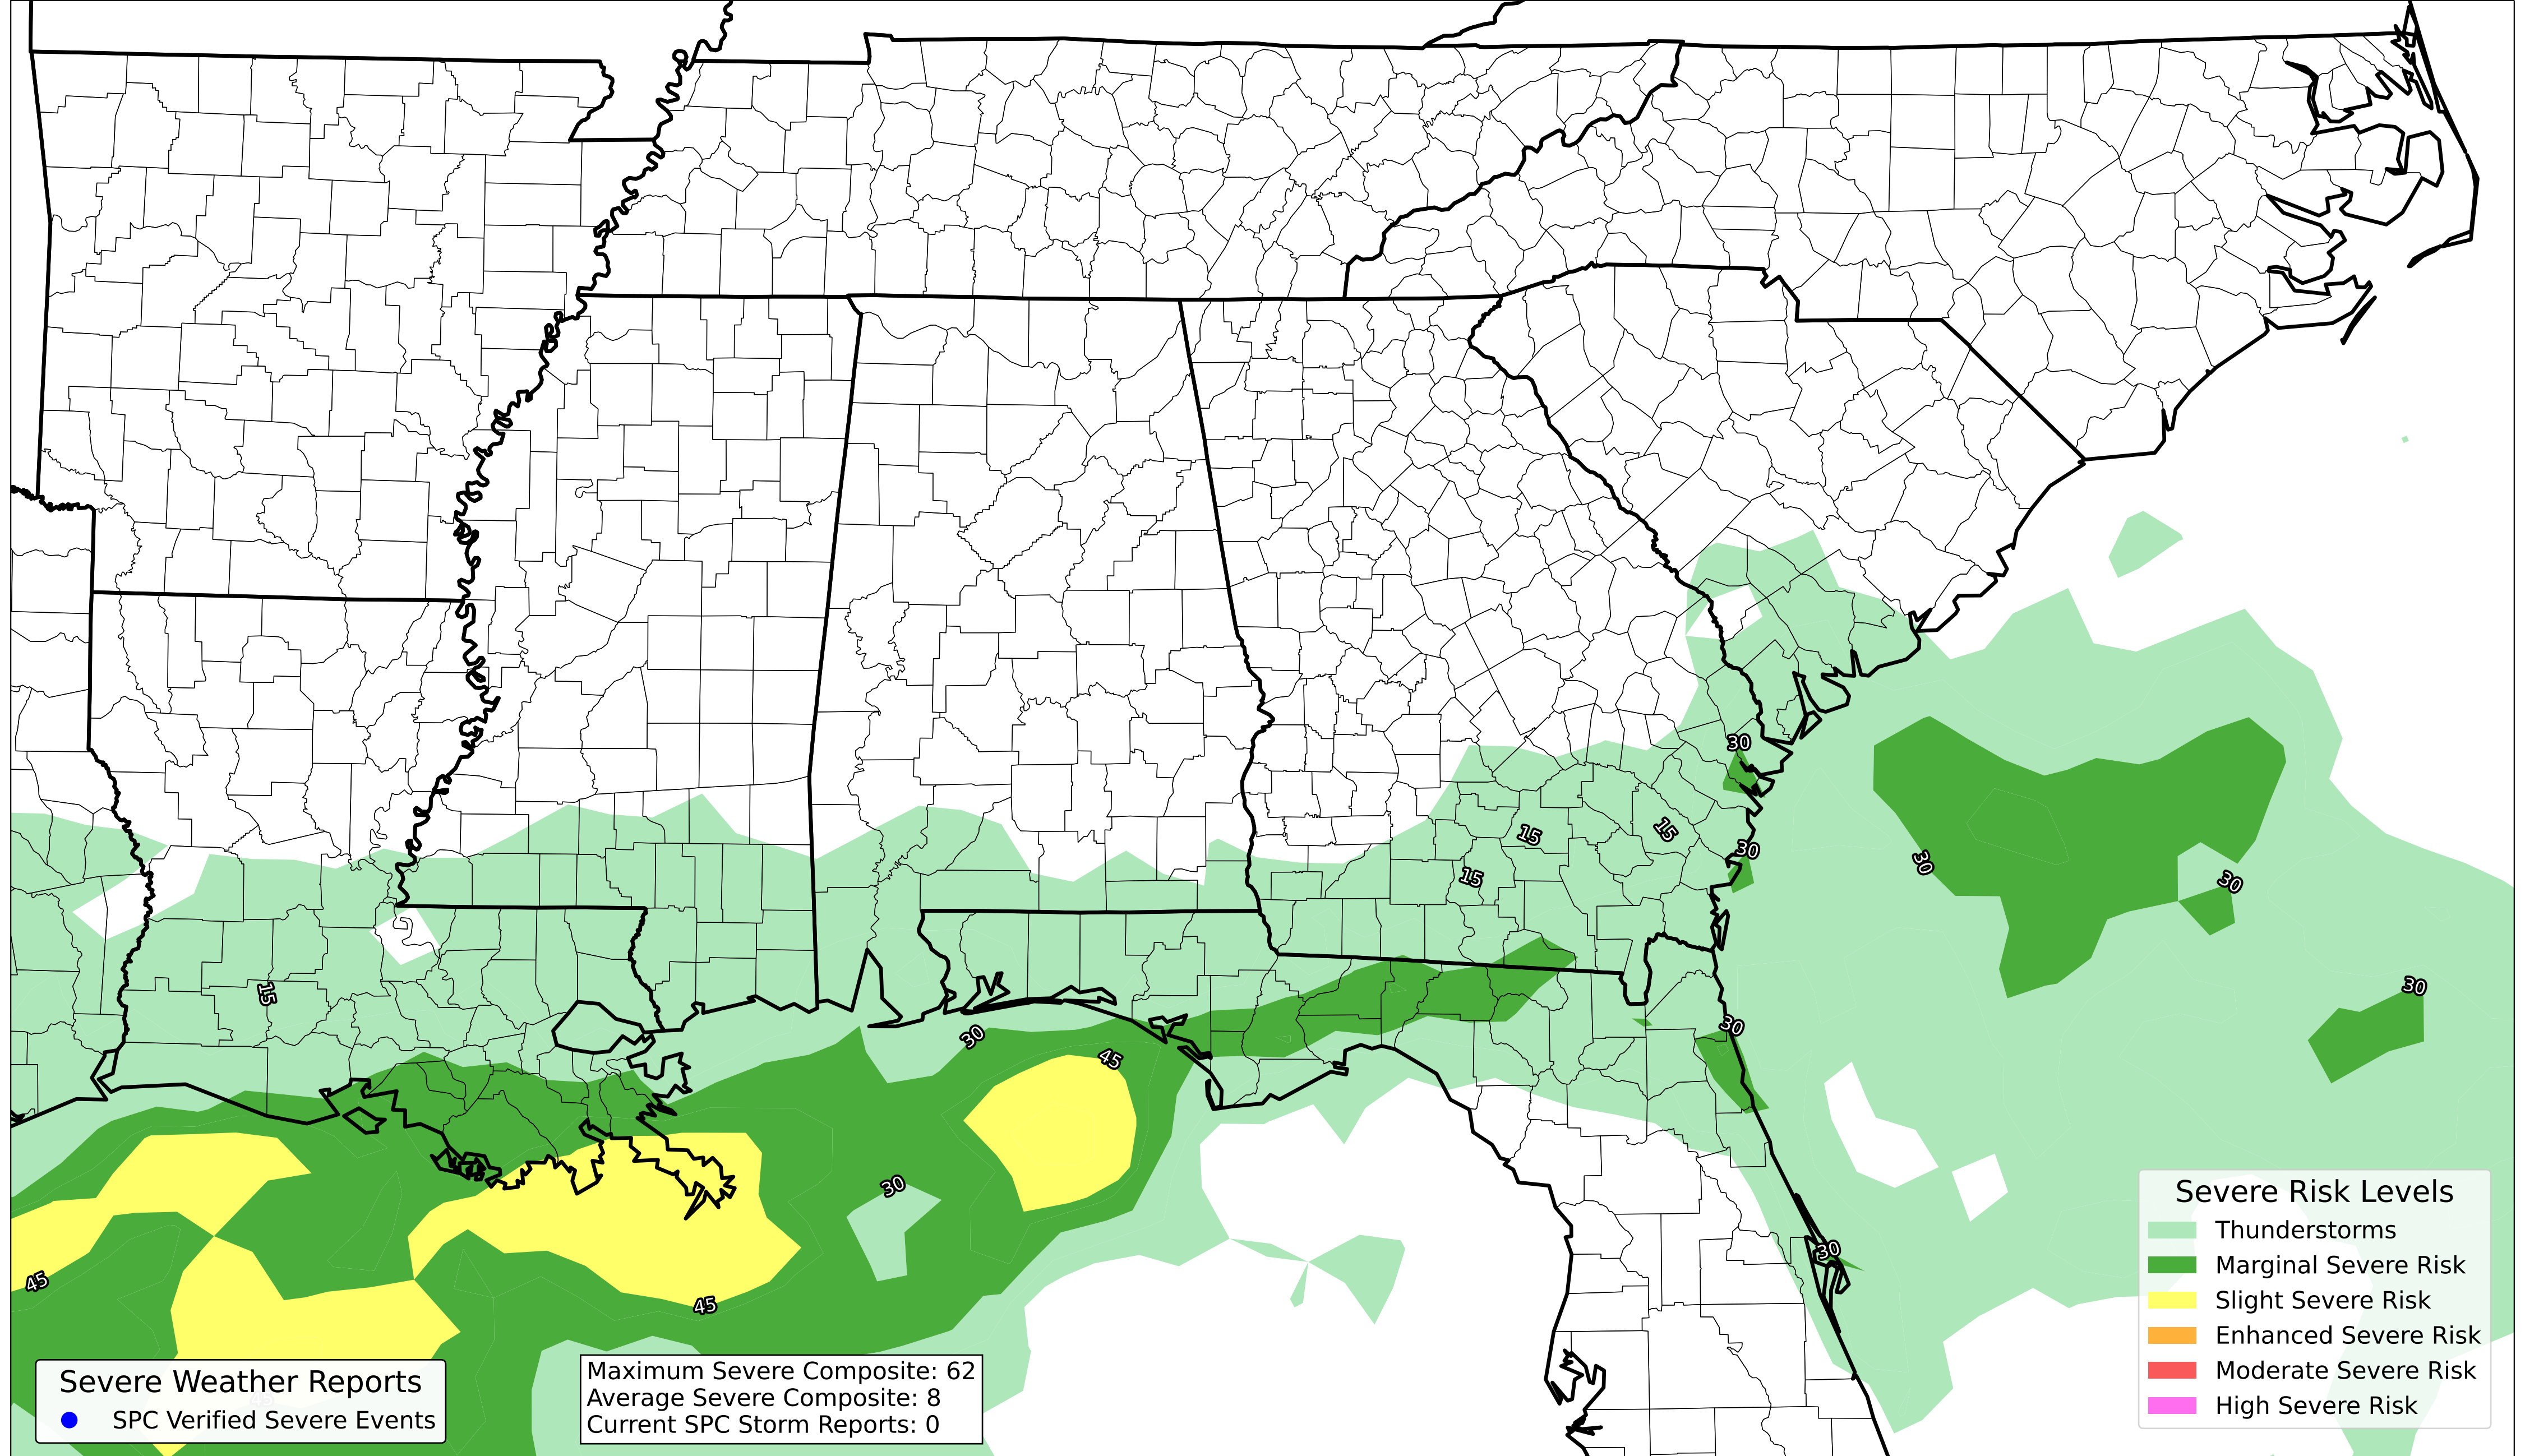 30
15
15
30
15
30
30
15
30
30
30
45
30
30
45
45
Severe Risk Levels
Thunderstorms
Marginal Severe Risk
Slight Severe Risk
Enhanced Severe Risk
Moderate Severe Risk
High Severe Risk
Severe Weather Reports
SPC Verified Severe Events
Maximum Severe Composite: 62
Average Severe Composite: 8
Current SPC Storm Reports: 0